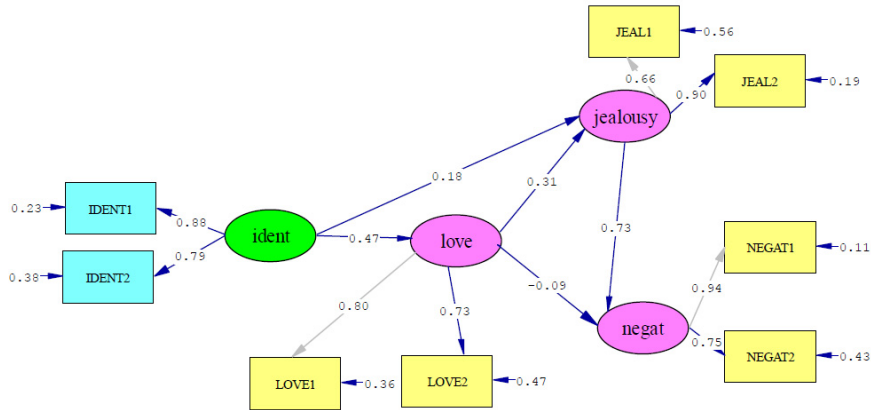 JEAL1
0.56
0.66
JEAL2
0.19
0.90
jealousy
0.18
0.31
0.23
IDENT1
0.88
ident
0.47
love
0.73
NEGAT1
0.11
0.38
IDENT2
0.79
-0.09
0.94
0.80
0.73
negat
0.75
NEGAT2
0.43
LOVE1
0.36
LOVE2
0.47